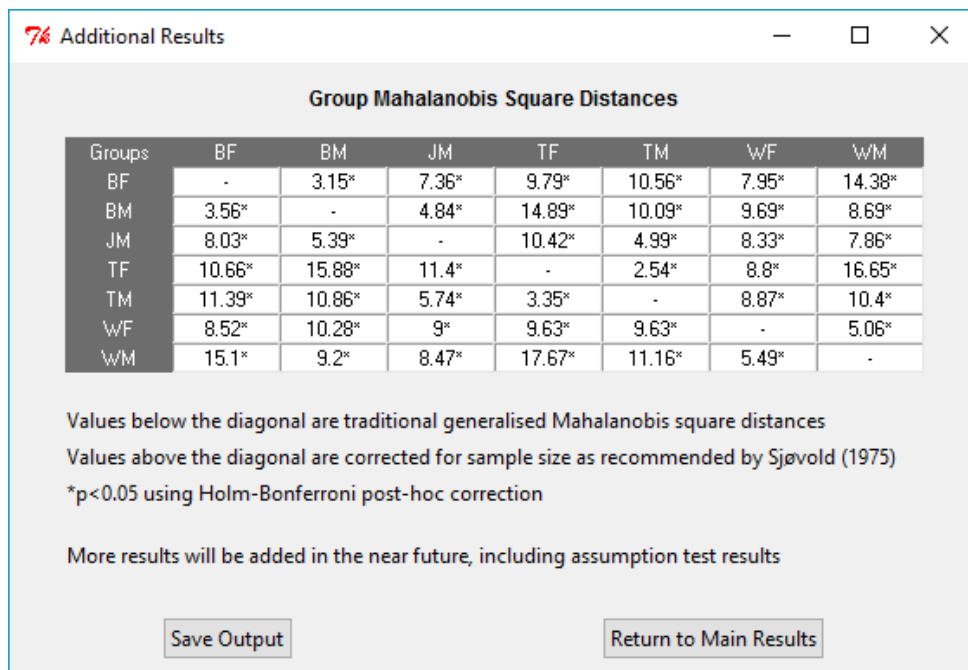 Additional Results
Group Mahalanobis Square Distances
Groups BF BM JM TF TM WF WM
BF - 3.15* 7.36* 9.79* 10.56* 7.95* 14.38*
BM 3.56* - 4.84* 14.89* 10.09* 9.69* 8.69*
JM 8.03* 5.39* - 10.42* 4.99* 8.33* 7.86*
TF 10.66* 15.88* 11.4* - 2.54* 8.8* 16.65*
TM 11.39* 10.86* 5.74* 3.35* - 8.87* 10.4*
WF 8.52* 10.28* 9* 9.63* 9.63* - 5.06*
WM 15.1* 9.2* 8.47* 17.67* 11.16* 5.49* -
Values below the diagonal are traditional generalised Mahalanobis square distances
Values above the diagonal are corrected for sample size as recommended by Sjøvold (1975)
*p<0.05 using Holm-Bonferroni post-hoc correction
More results will be added in the near future, including assumption test results
Save Output Return to Main Results